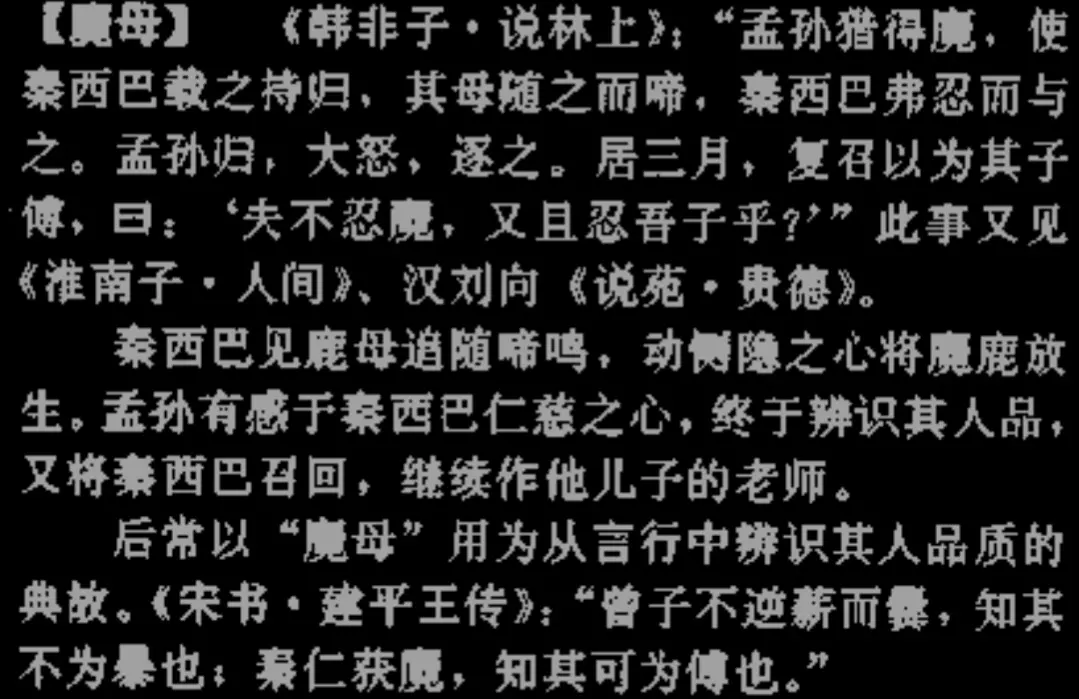 【麑母】 《韩非子·说林上》：“孟孙猎得麑，使
秦西巴载之持归，其母随之而啼，秦西巴弗忍而与
之。孟孙归，大怒，逐之。居三月，复召以为其子
傅，曰：‘夫不忍麑，又且忍吾子乎？’”此事又见
《淮南子·人间》、汉刘向《说苑·贵德》。
秦西巴见鹿母追随啼鸣，动恻隐之心将麑鹿放
生。孟孙有感于秦西巴仁慈之心，终于辨识其人品，
又将秦西巴召回，继续作他儿子的老师。
后常以“麑母”用为从言行中辨识其人品质的
典故。《宋书·建平王传》：“曾子不逆薪而爨，知其
不为暴也；秦仁获麑，知其可为傅也。”